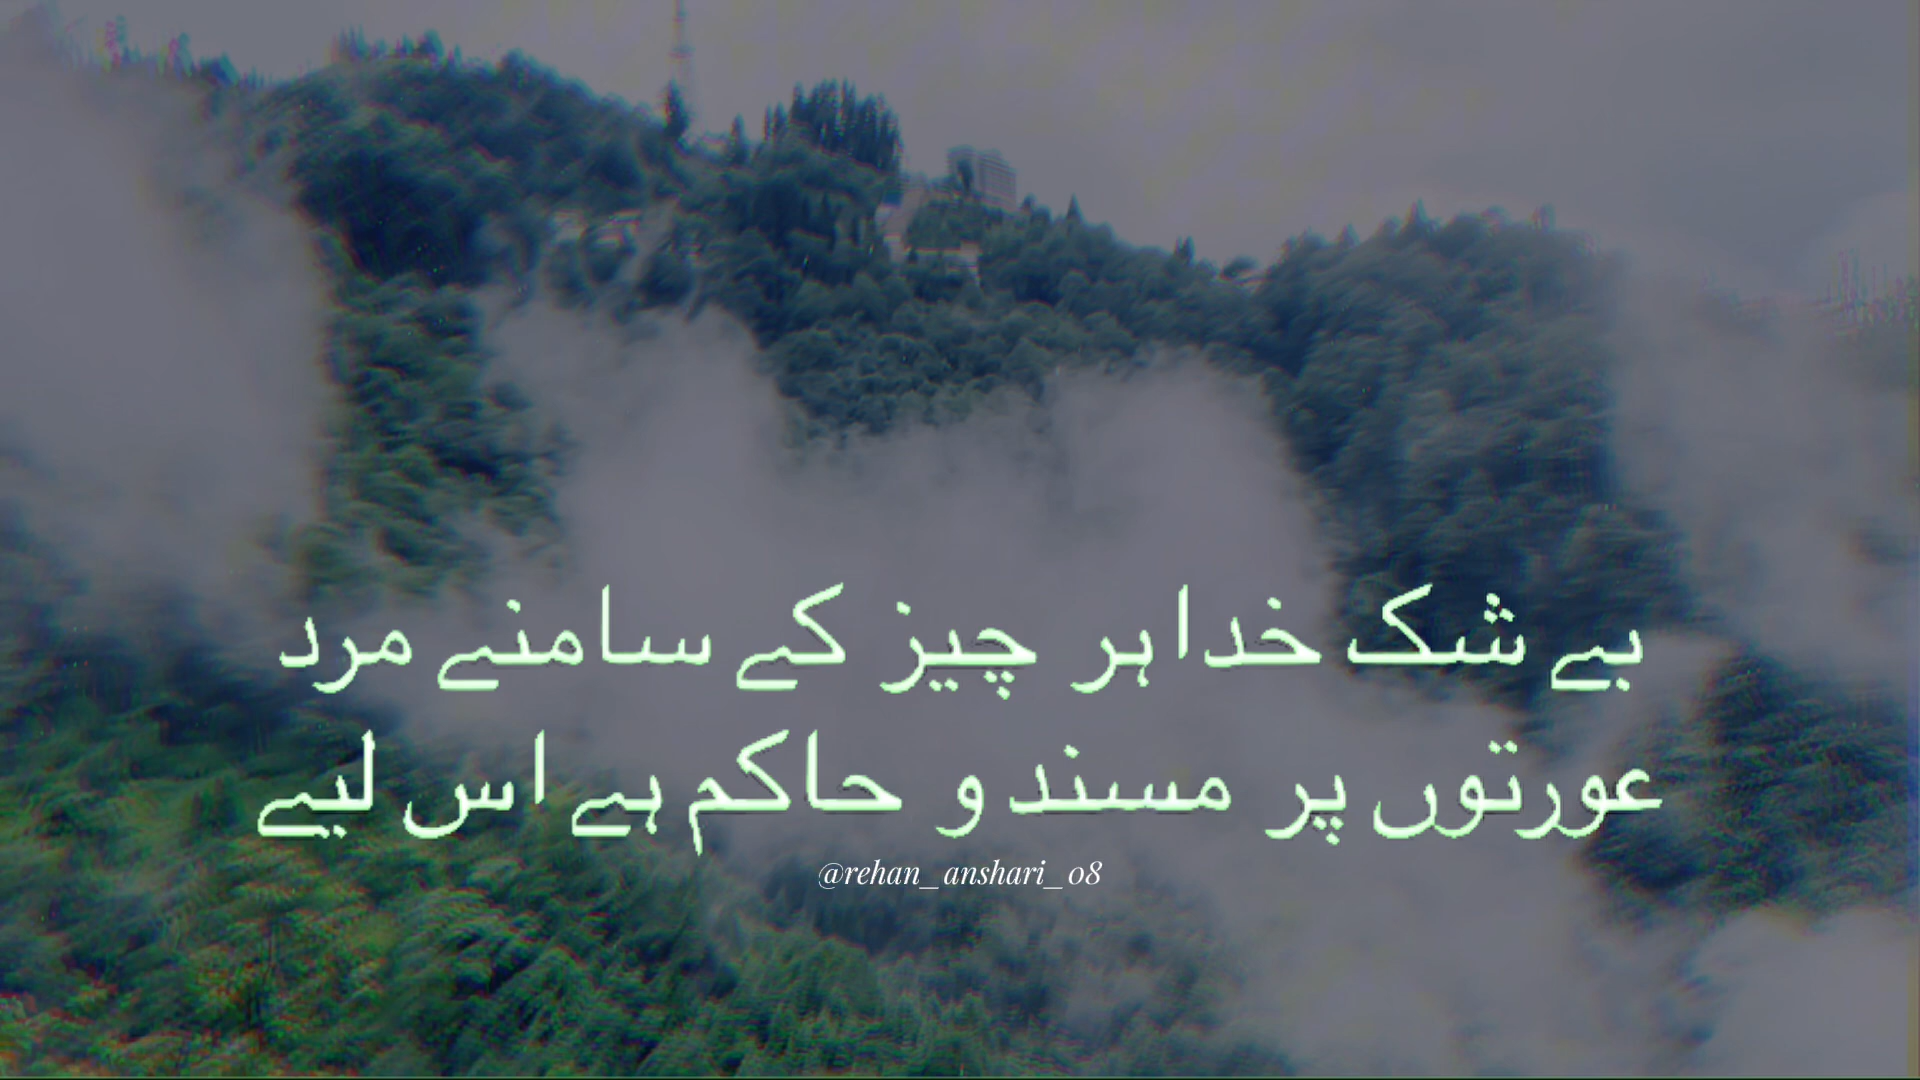 بے شک خدا ہر چیز کے سامنے مرد
عورتوں پر مسند و حاکم ہے اس لیے
@rehan_anshari_08